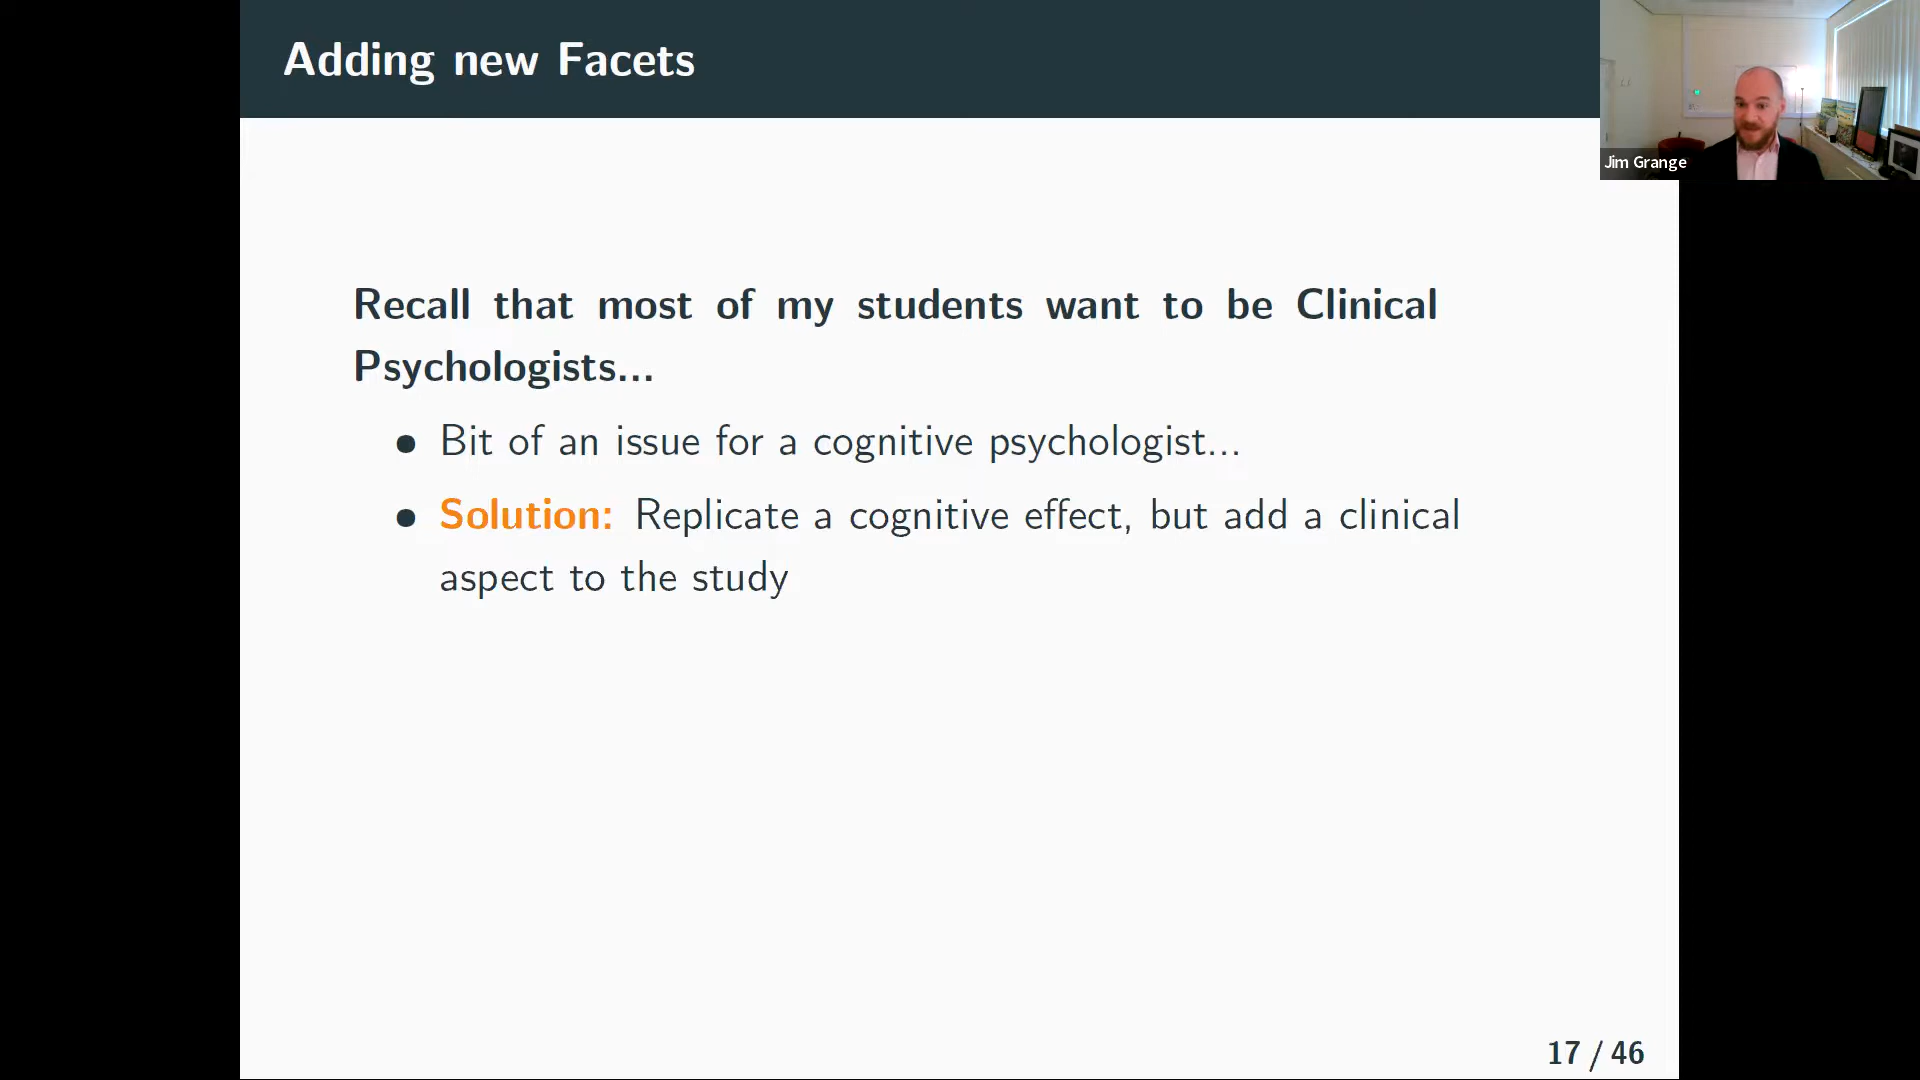 Adding new Facets
Jim Grange
Recall that most of my students want to be Clinical
Psychologists...
• Bit of an issue for a cognitive psychologist...
• Solution: Replicate a cognitive effect, but add a clinical
aspect to the study
17 / 46